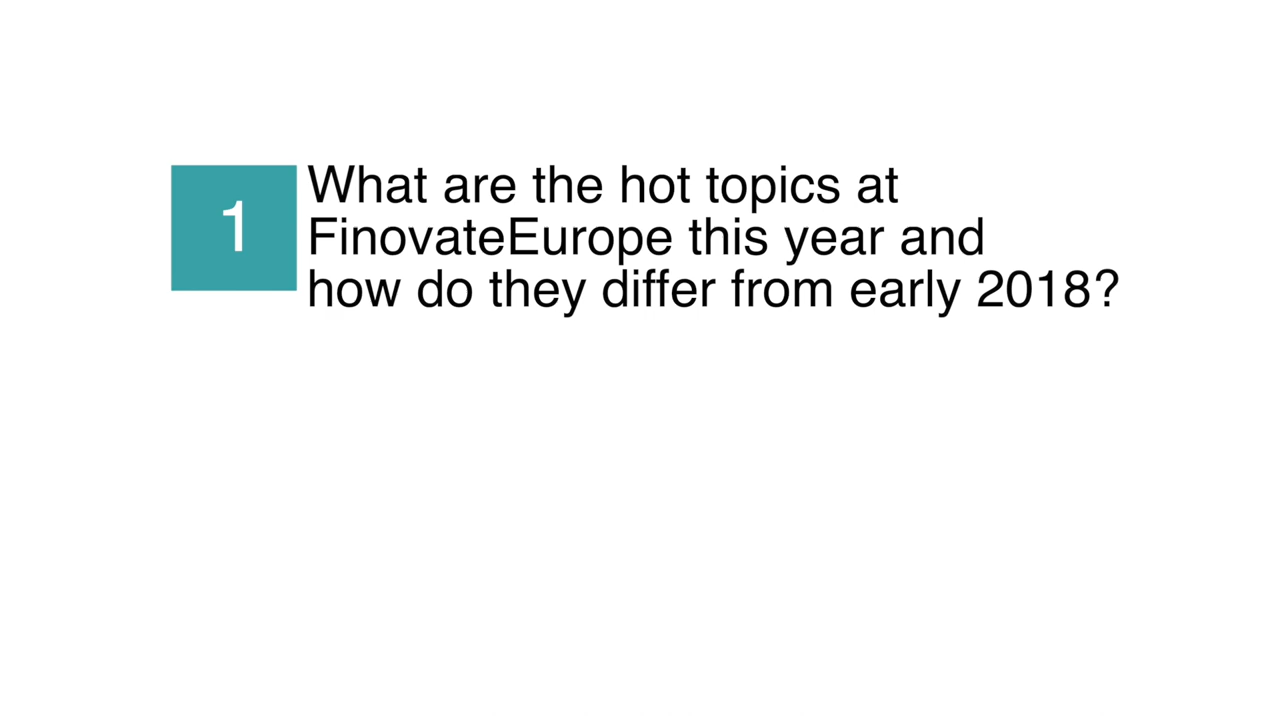 1
What are the hot topics at
FinovateEurope this year and
how do they differ from early 2018?